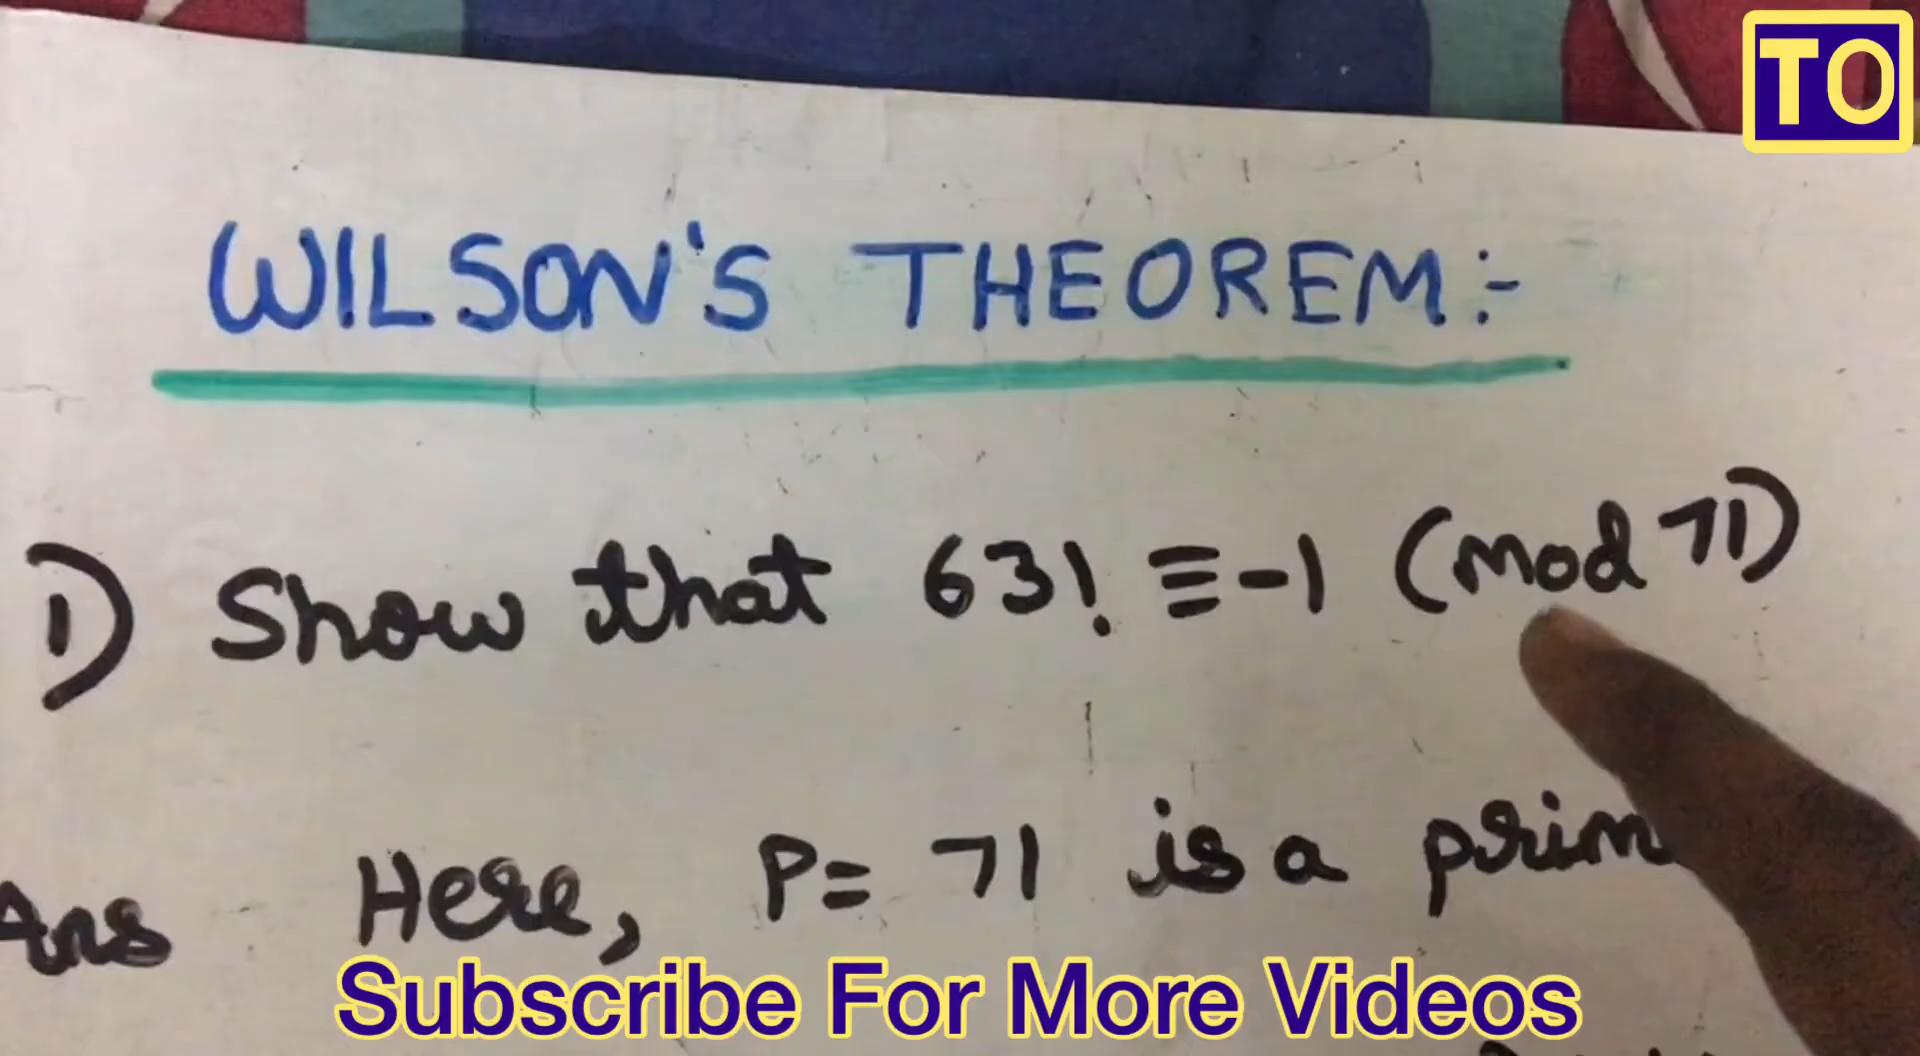 TO
WILSON'S THEOREM:-
1) Show that 63! ≡ -1 (mod 71)
Ans Here, P= 71 is a prim
Subscribe For More Videos